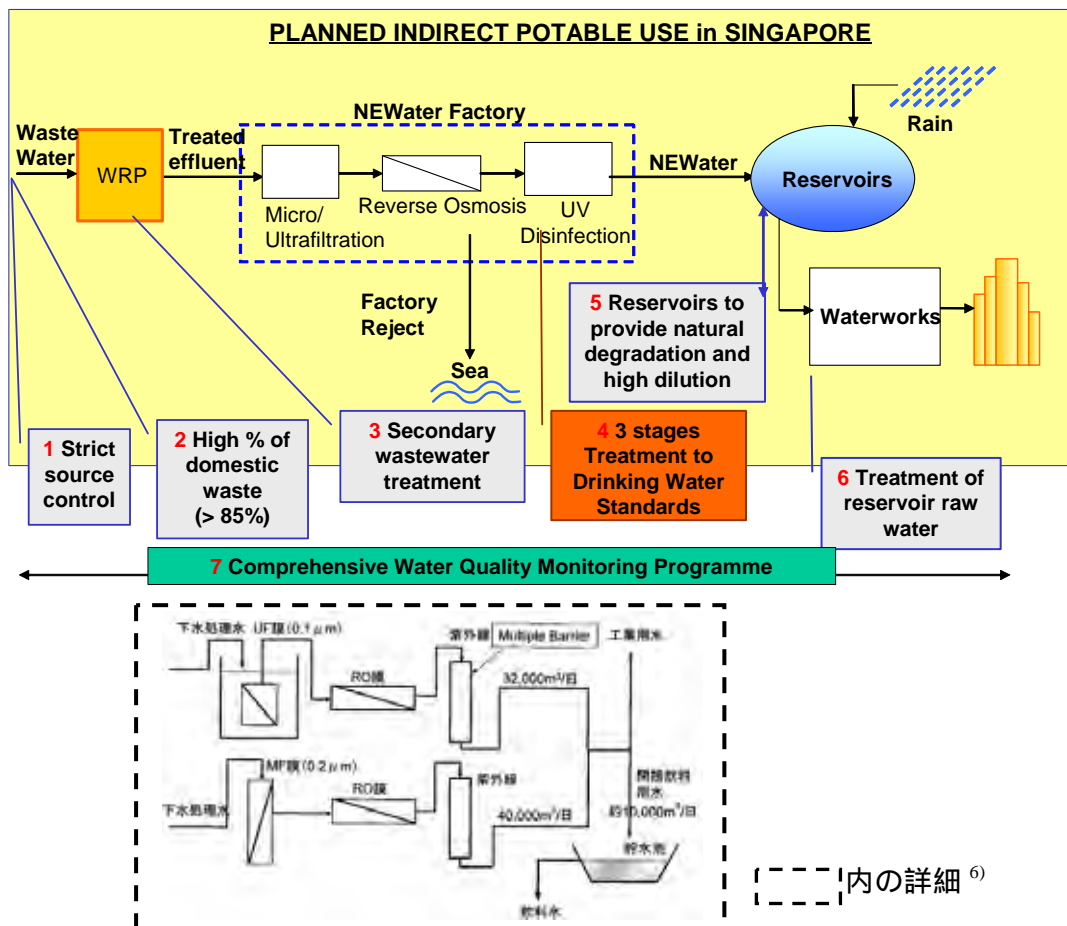 PLANNED INDIRECT POTABLE USE in SINGAPORE
NEWater Factory
Waste
Water
WRP
Treated
effluent
Micro/
Ultrafiltration
Reverse Osmosis
UV
Disinfection
NEWater
Rain
Reservoirs
Waterworks
Factory
Reject
Sea
5 Reservoirs to
provide natural
degradation and
high dilution
1 Strict
source
control
2 High % of
domestic
waste
(> 85%)
3 Secondary
wastewater
treatment
4 3 stages
Treatment to
Drinking Water
Standards
6 Treatment of
reservoir raw
water
7 Comprehensive Water Quality Monitoring Programme
下水処理水
UF膜(0.1μm)
RO膜
紫外線
Multiple Barrier
工業用水
32,000m³/日
MF膜(0.2μm)
下水処理水
RO膜
紫外線
40,000m³/日
間接飲料
用水
約10,000m³/日
貯水池
飲料水
内の詳細 6)